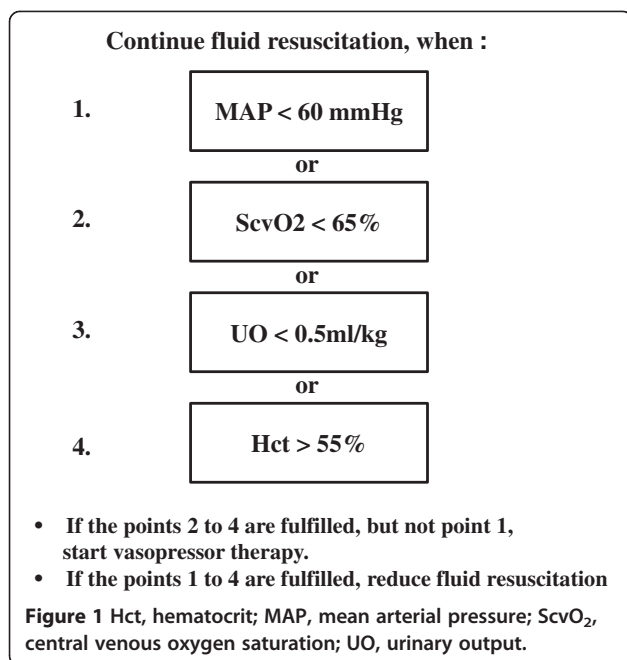 Continue fluid resuscitation, when :
1. MAP < 60 mmHg
or
2. ScvO2 < 65%
or
3. UO < 0.5ml/kg
or
4. Hct > 55%
• If the points 2 to 4 are fulfilled, but not point 1,
start vasopressor therapy.
• If the points 1 to 4 are fulfilled, reduce fluid resuscitation
Figure 1 Hct, hematocrit; MAP, mean arterial pressure; ScvO₂,
central venous oxygen saturation; UO, urinary output.